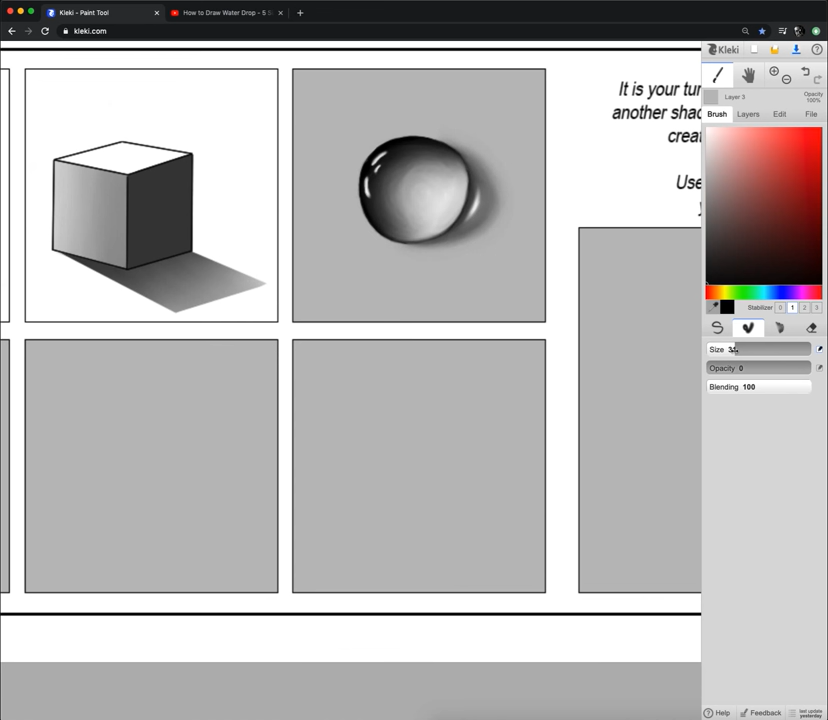 Kleki - Paint Tool
How to Draw Water Drop - 5 S
kleki.com
Kleki
Layer 3
Opacity
100%
Brush
Layers
Edit
File
It is your tur
another shad
creat
Use
y
Stabilizer 0 1 2 3
Size
Opacity 0
Blending 100
Help
Feedback
last update
yesterday